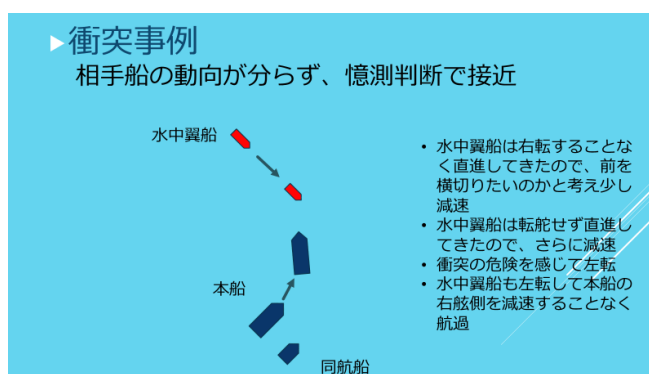 ▶衝突事例
相手船の動向が分らず、憶測判断で接近
水中翼船
本船
同航船
• 水中翼船は右転することな
く直進してきたので、前を
横切りたいのかと考え少し
減速
• 水中翼船は転舵せず直進し
てきたので、さらに減速
• 衝突の危険を感じて左転
• 水中翼船も左転して本船の
右舷側を減速することなく
航過